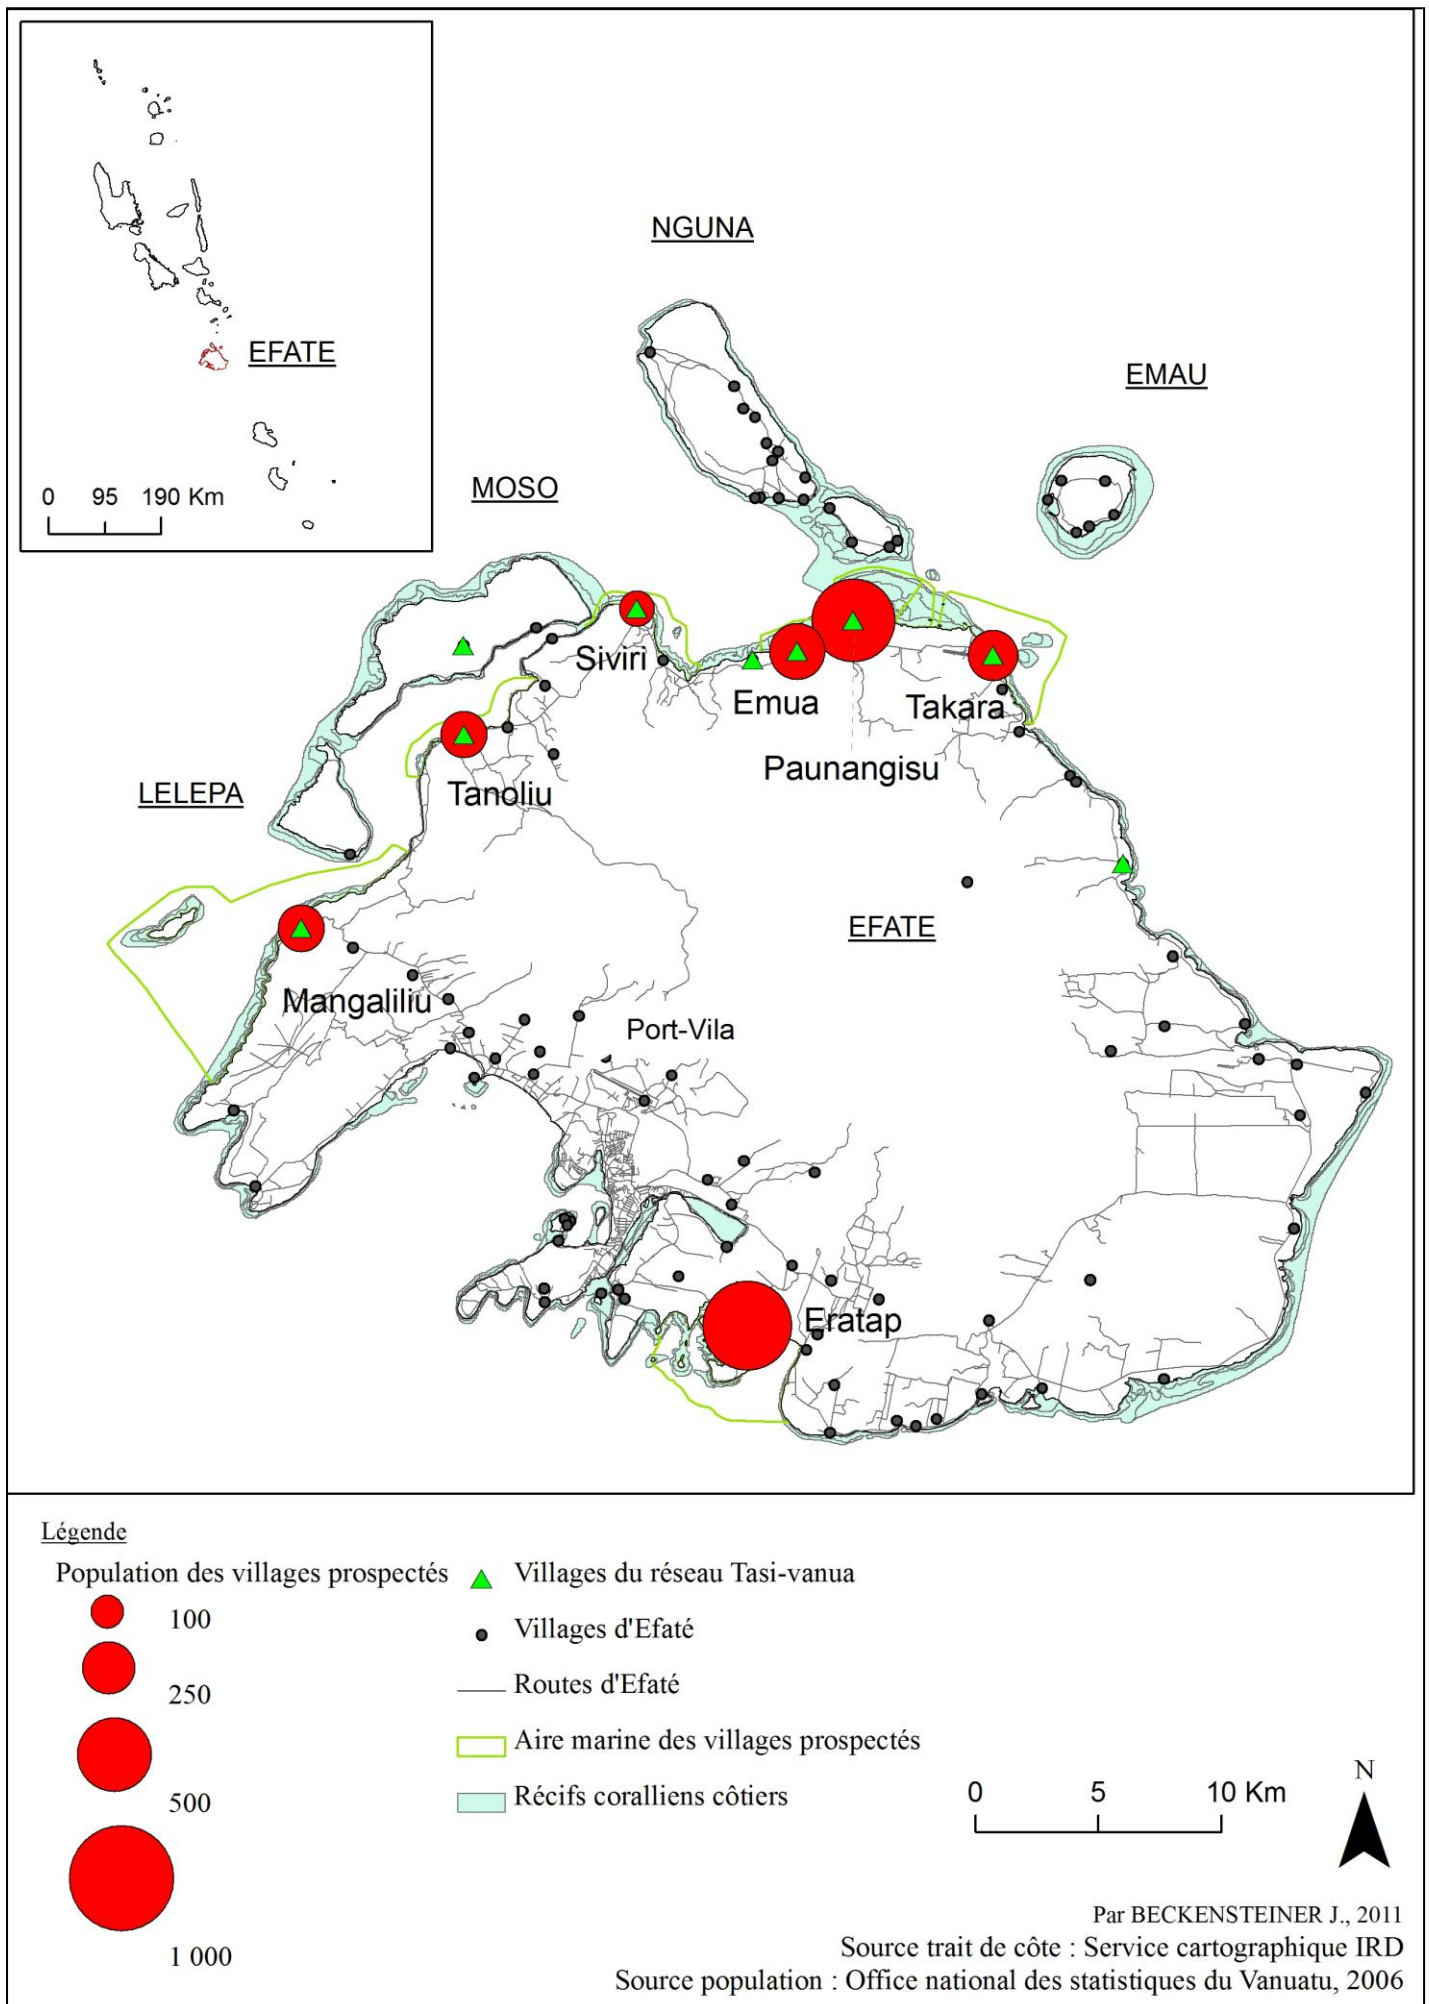 EFATE
0 95 190 Km
NGUNA
EMAU
MOSO
Siviri
Emua
Takara
Paunangisu
Tanoliu
LELEPA
EFATE
Mangaliliu
Port-Vila
Eratap
Légende
Population des villages prospectés
100
250
500
1 000
Villages du réseau Tasi-vanua
Villages d'Efaté
Routes d'Efaté
Aire marine des villages prospectés
Récifs coralliens côtiers
0 5 10 Km
N
Par BECKENSTEINER J., 2011
Source trait de côte : Service cartographique IRD
Source population : Office national des statistiques du Vanuatu, 2006